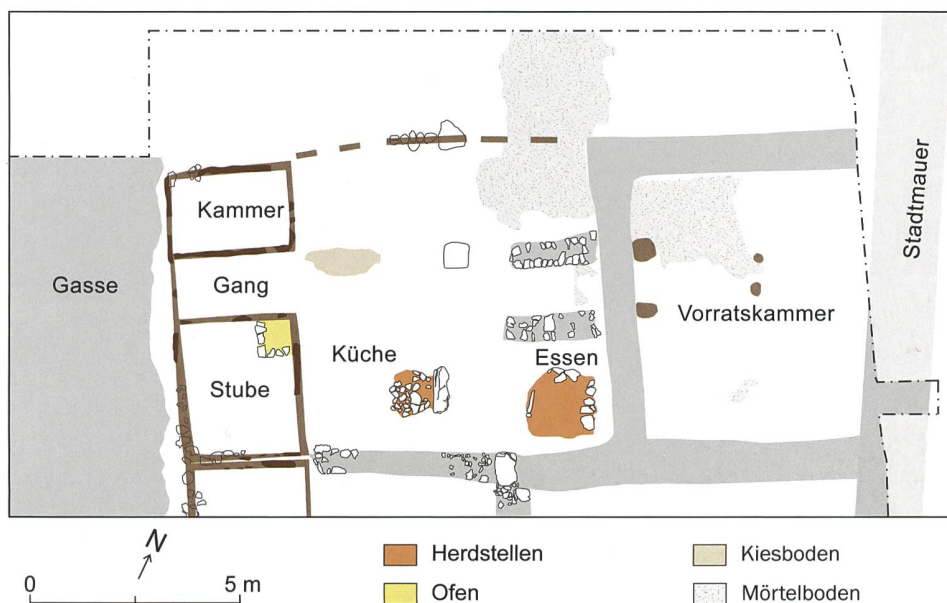 Kammer
Gasse
Gang
Stadtmauer
Vorratskammer
Küche
Essen
Stube
N
0
5 m
Herdstellen
Ofen
Kiesboden
Mörtelboden